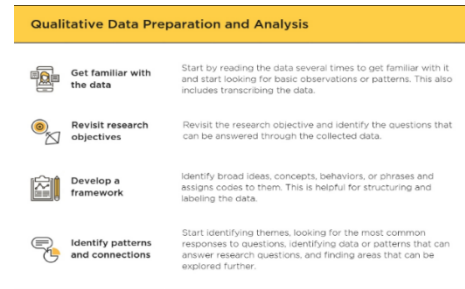 Qualitative Data Preparation and Analysis
Get familiar with
the data
Start by reading the data several times to get familiar with it
and start looking for basic observations or patterns. This also
includes transcribing the data.
Revisit research
objectives
Revisit the research objective and identify the questions that
can be answered through the collected data.
Develop a
framework
Identify broad ideas, concepts, behaviors, or phrases and
assigns codes to them. This is helpful for structuring and
labeling the data.
Identify patterns
and connections
Start identifying themes, looking for the most common
responses to questions, identifying data or patterns that can
answer research questions, and finding areas that can be
explored further.